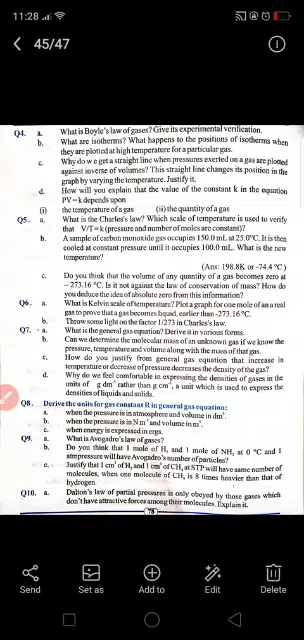 11:28
45/47
Q4. a. What is Boyle's law of gases? Give its experimental verification.
b. What are isotherms? What happens to the positions of isotherms when
they are plotted at high temperature for a particular gas.
c. Why do we get a straight line when pressures exerted on a gas are plotted
against inverse of volumes? This straight line changes its position in the
graph by varying the temperature. Justify it.
d. How will you explain that the value of the constant k in the equation
PV=k depends upon
(i) the temperature of a gas (ii) the quantity of a gas
Q5. a. What is the Charles's law? Which scale of temperature is used to verify
that V/T=k (pressure and number of moles are constant)?
b. A sample of carbon monoxide gas occupies 150.0 mL at 25.0°C. It is then
cooled at constant pressure until it occupies 100.0 mL. What is the new
temperature?
(Ans: 198.8K or -74.4 °C)
c. Do you think that the volume of any quantity of a gas becomes zero at
-273.16 °C. Is it not against the law of conservation of mass? How do
you deduce the idea of absolute zero from this information?
Q6. a. What is Kelvin scale of temperature? Plot a graph for one mole of an real
gas to prove that a gas becomes liquid, earlier than -273.16 °C.
b. Throw some light on the factor 1/273 in Charles's law.
Q7. a. What is the general gas equation? Derive it in various forms.
b. Can we determine the molecular mass of an unknown gas if we know the
pressure, temperature and volume along with the mass of that gas.
c. How do you justify from general gas equation that increase in
temperature or decrease of pressure decreases the density of the gas?
d. Why do we feel comfortable in expressing the densities of gases in the
units of g dm⁻³ rather than g cm⁻³, a unit which is used to express the
densities of liquids and solids.
Q8. Derive the units for gas constant R in general gas equation:
a. when the pressure is in atmosphere and volume in dm³.
b. when the pressure is in N m⁻² and volume in m³.
c. when energy is expressed in ergs.
Q9. a. What is Avogadro's law of gases?
b. Do you think that 1 mole of H₂ and 1 mole of NH₃ at 0 °C and 1
atm pressure will have Avogadro's number of particles?
c. Justify that 1 cm³ of H₂ and 1 cm³ of CH₄ at STP will have same number of
molecules, when one molecule of CH₄ is 8 times heavier than that of
hydrogen.
Q10. a. Dalton's law of partial pressures is only obeyed by those gases which
don't have attractive forces among their molecules. Explain it.
78
Send Set as Add to Edit Delete